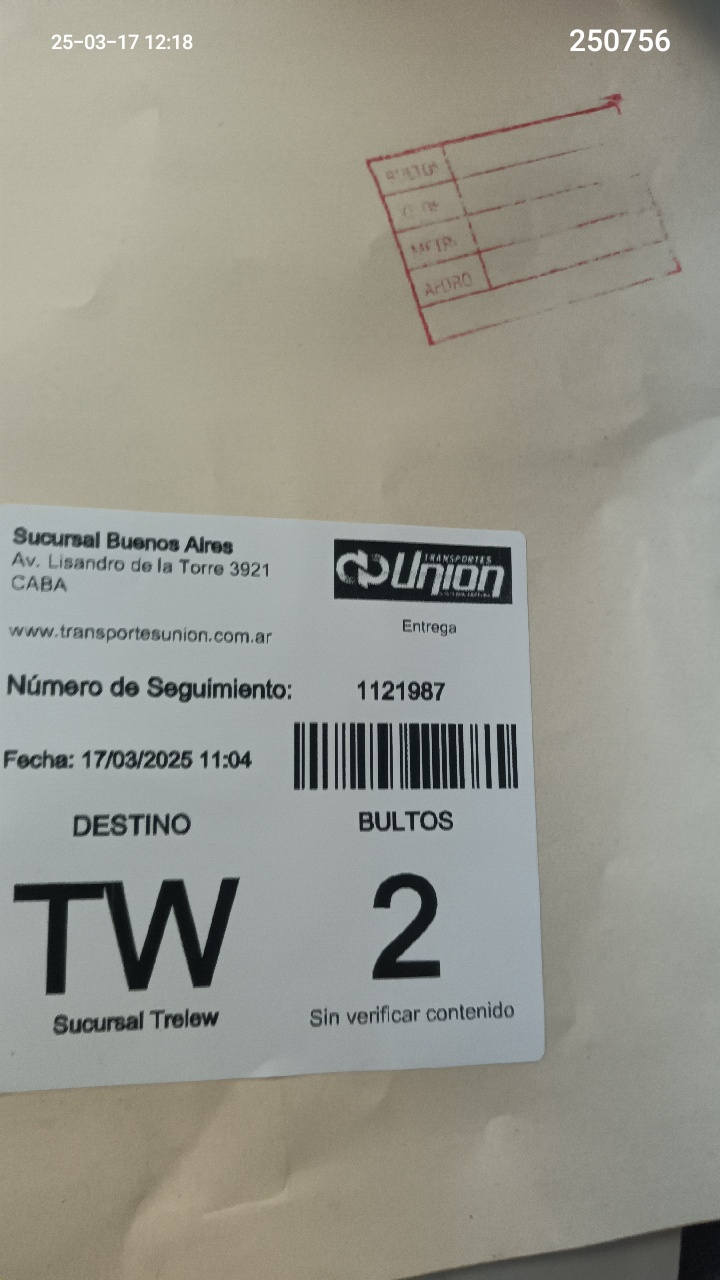 25-03-17 12:18
250756
Sucursal Buenos Aires
Av. Lisandro de la Torre 3921
CABA
TRANSPORTES
Union
www.transportesunion.com.ar
Entrega
Número de Seguimiento: 1121987
Fecha: 17/03/2025 11:04
DESTINO
BULTOS
TW
2
Sucursal Trelew
Sin verificar contenido